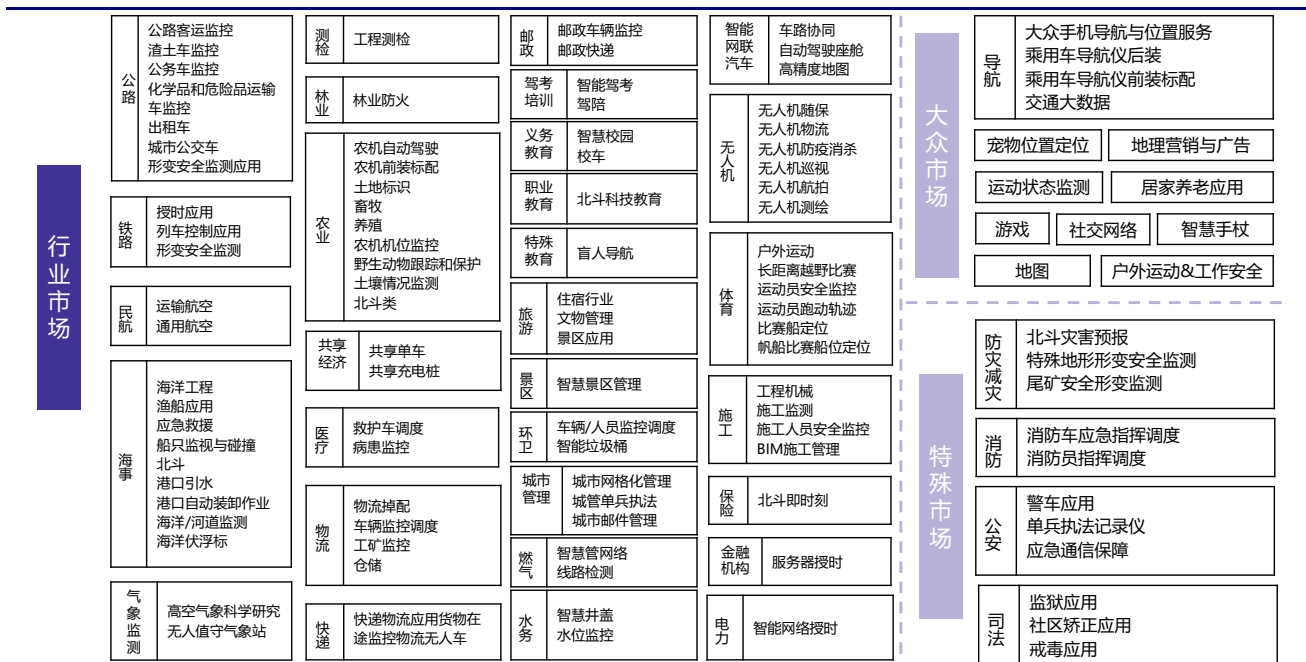 行业市场
公路
公路客运监控
渣土车监控
公务车监控
化学品和危险品运输
车监控
出租车
城市公交车
形变安全监测应用
铁路
授时应用
列车控制应用
形变安全监测
民航
运输航空
通用航空
海事
海洋工程
渔船应用
应急救援
船只监视与碰撞
北斗
港口引水
港口自动装卸作业
海洋/河道监测
海洋伏浮标
气象监测
高空气象科学研究
无人值守气象站
测检
工程测检
林业
林业防火
农业
农机自动驾驶
农机前装标配
土地标识
畜牧
养殖
农机机位监控
野生动物跟踪和保护
土壤情况监测
北斗类
共享
经济
共享单车
共享充电桩
医疗
救护车调度
病患监控
物流
物流掉配
车辆监控调度
工矿监控
仓储
快递
快递物流应用货物在
途监控物流无人车
邮政
邮政车辆监控
邮政快递
驾考
培训
智能驾考
驾陪
义务
教育
智慧校园
校车
职业
教育
北斗科技教育
特殊
教育
盲人导航
旅游
住宿行业
文物管理
景区应用
景区
智慧景区管理
环卫
车辆/人员监控调度
智能垃圾桶
城市
管理
城市网格化管理
城管单兵执法
城市邮件管理
燃气
智慧管网络
线路检测
水务
智慧井盖
水位监控
智能
网联
汽车
车路协同
自动驾驶座舱
高精度地图
无人机
无人机随保
无人机物流
无人机防疫消杀
无人机巡视
无人机航拍
无人机测绘
体育
户外运动
长距离越野比赛
运动员安全监控
运动员跑动轨迹
比赛船定位
帆船比赛船位定位
施工
工程机械
施工监测
施工人员安全监控
BIM施工管理
保险
北斗即时刻
金融
机构
服务器授时
电力
智能网络授时
大众市场
导航
大众手机导航与位置服务
乘用车导航仪后装
乘用车导航仪前装标配
交通大数据
宠物位置定位
地理营销与广告
运动状态监测
居家养老应用
游戏
社交网络
智慧手杖
地图
户外运动&工作安全
特殊市场
防灾减灾
北斗灾害预报
特殊地形形变安全监测
尾矿安全形变监测
消防
消防车应急指挥调度
消防员指挥调度
公安
警车应用
单兵执法记录仪
应急通信保障
司法
监狱应用
社区矫正应用
戒毒应用